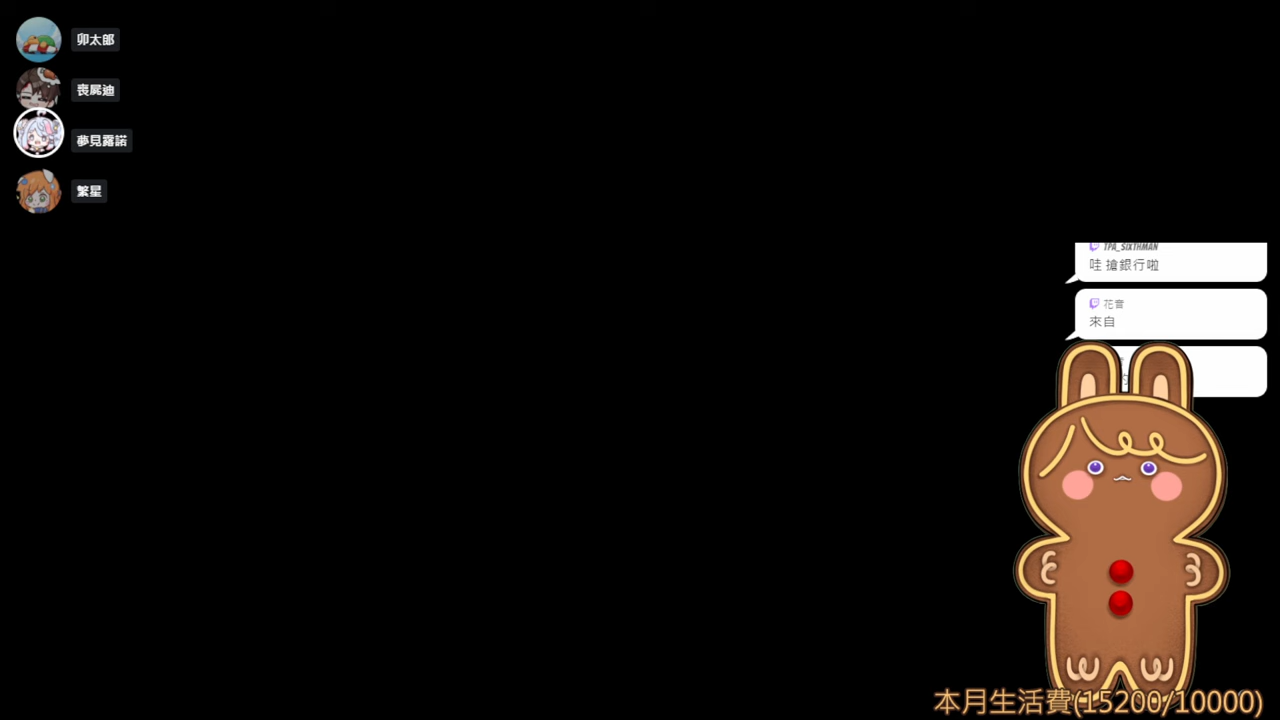 卯太郎
喪屍迪
夢見露諾
繁星
TPA_SIXTHMAN
哇 搶銀行啦
花音
來自
本月生活費(15200/10000)